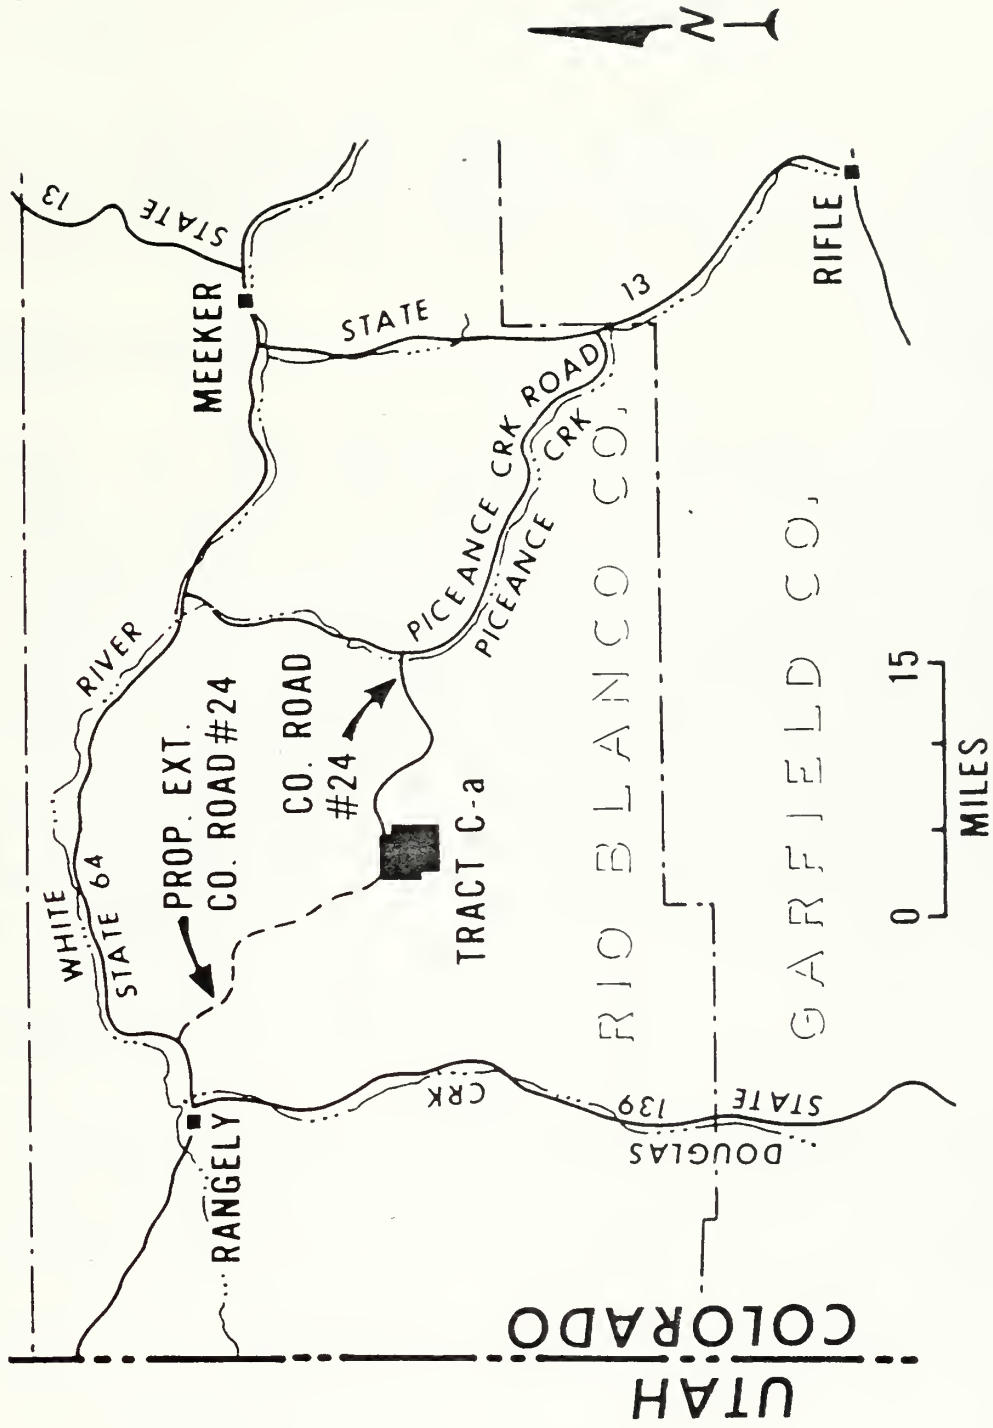 N
13
STATE
MEEKER
STATE
13
RIFLE
WHITE
RIVER
STATE 64
PROP. EXT.
CO. ROAD #24
CO. ROAD
#24
PICEANCE CRK ROAD
PICEANCE CRK
TRACT C-a
RANGELY
CRK
DOUGLAS
139
STATE
RIO BLANCO CO.
GARFIELD CO.
0
15
MILES
COLORADO
UTAH